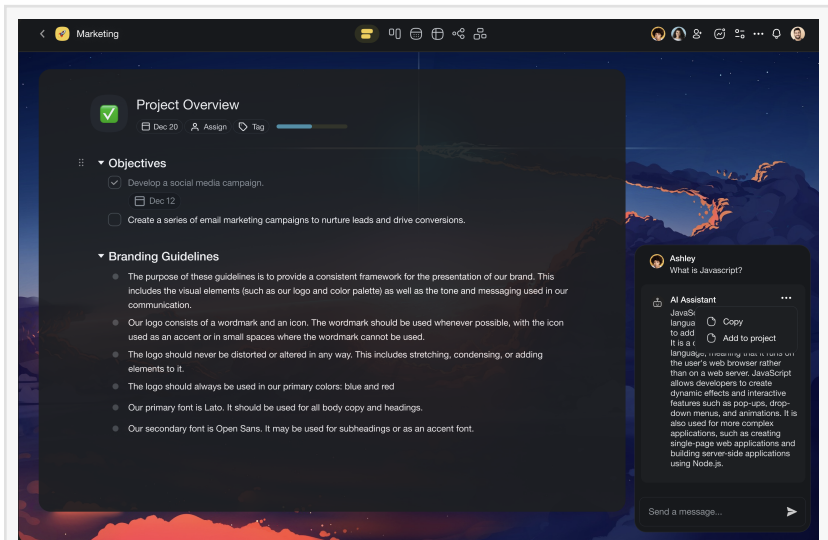 Marketing
Project Overview
Dec 20 Assign Tag
Objectives
Develop a social media campaign.
Dec 12
Create a series of email marketing campaigns to nurture leads and drive conversions.
Branding Guidelines
The purpose of these guidelines is to provide a consistent framework for the presentation of our brand. This
includes the visual elements (such as our logo and color palette) as well as the tone and messaging used in our
communication.
Our logo consists of a wordmark and an icon. The wordmark should be used whenever possible, with the icon
used as an accent or in small spaces where the wordmark cannot be used.
The logo should never be distorted or altered in any way. This includes stretching, condensing, or adding
elements to it.
The logo should always be used in our primary colors: blue and red
Our primary font is Lato. It should be used for all body copy and headings.
Our secondary font is Open Sans. It may be used for subheadings or as an accent font.
Ashley
What is Javascript?
AI Assistant
Copy
Add to project
to add
It is a
language, meaning that it runs on
the user's web browser rather
than on a web server. JavaScript
allows developers to create
dynamic effects and interactive
features such as pop-ups, drop-
down menus, and animations. It is
also used for more complex
applications, such as creating
single-page web applications and
building server-side applications
using Node.js.
Send a message...